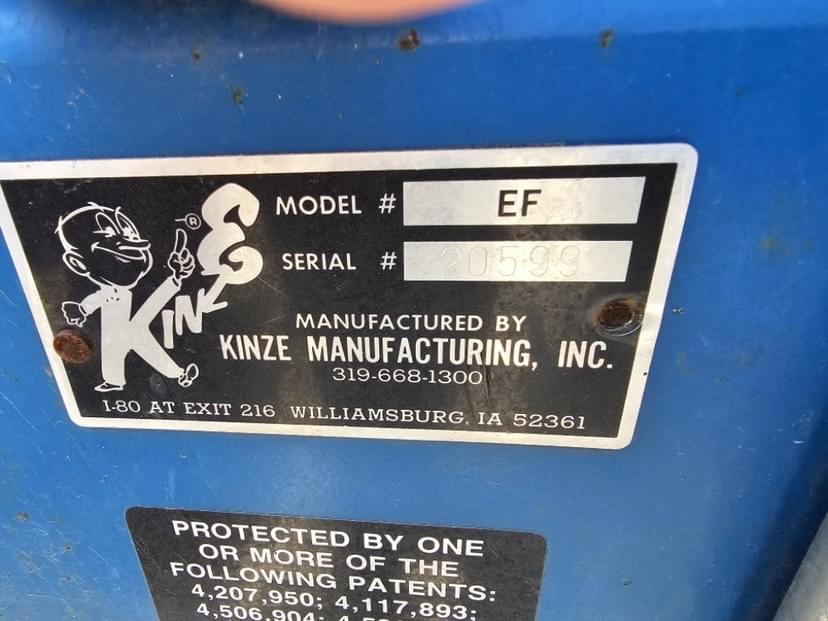 KINZE ®
MODEL # EF
SERIAL # 20599
MANUFACTURED BY
KINZE MANUFACTURING, INC.
319-668-1300
I-80 AT EXIT 216 WILLIAMSBURG, IA 52361
PROTECTED BY ONE
OR MORE OF THE
FOLLOWING PATENTS:
4,207,950; 4,117,893;
4,506,904;